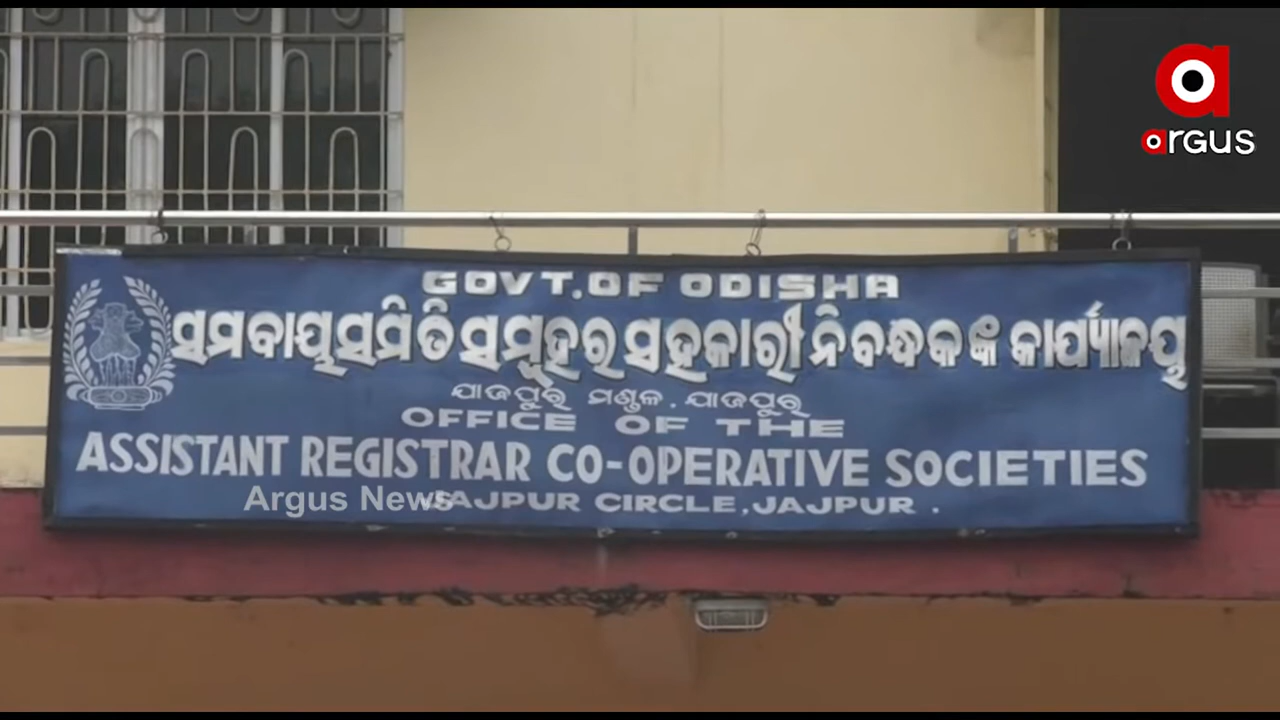 argus
GOVT.OF ODISHA
ସମବାୟ ସମିତି ସମୂହର ସହକାରୀ ନିବନ୍ଧକଙ୍କ କାର୍ଯ୍ୟାଳୟ
ଯାଜପୁର ମଣ୍ଡଳ, ଯାଜପୁର
OFFICE OF THE
ASSISTANT REGISTRAR CO-OPERATIVE SOCIETIES
JAJPUR CIRCLE, JAJPUR.
Argus News